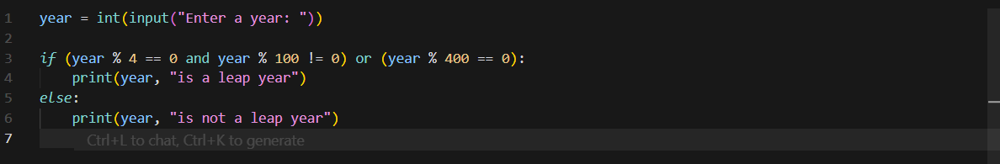 1 year = int(input("Enter a year: "))
2
3 if (year % 4 == 0 and year % 100 != 0) or (year % 400 == 0):
4     print(year, "is a leap year")
5 else:
6     print(year, "is not a leap year")
7 Ctrl+L to chat, Ctrl+K to generate